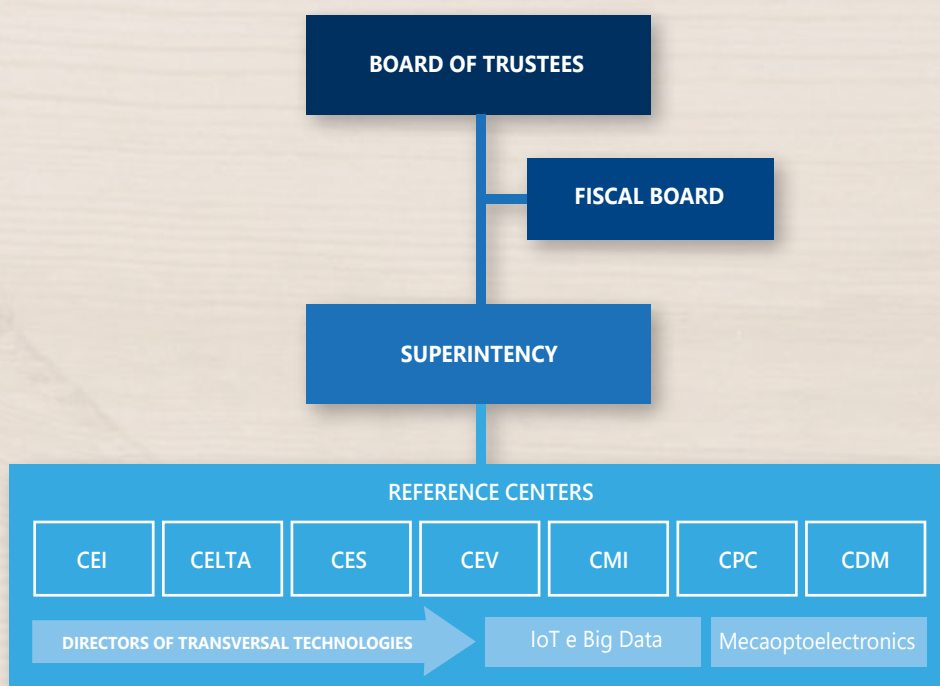 BOARD OF TRUSTEES
FISCAL BOARD
SUPERINTENCY
REFERENCE CENTERS
CEI CELTA CES CEV CMI CPC CDM
DIRECTORS OF TRANSVERSAL TECHNOLOGIES IoT e Big Data Mecaoptoelectronics